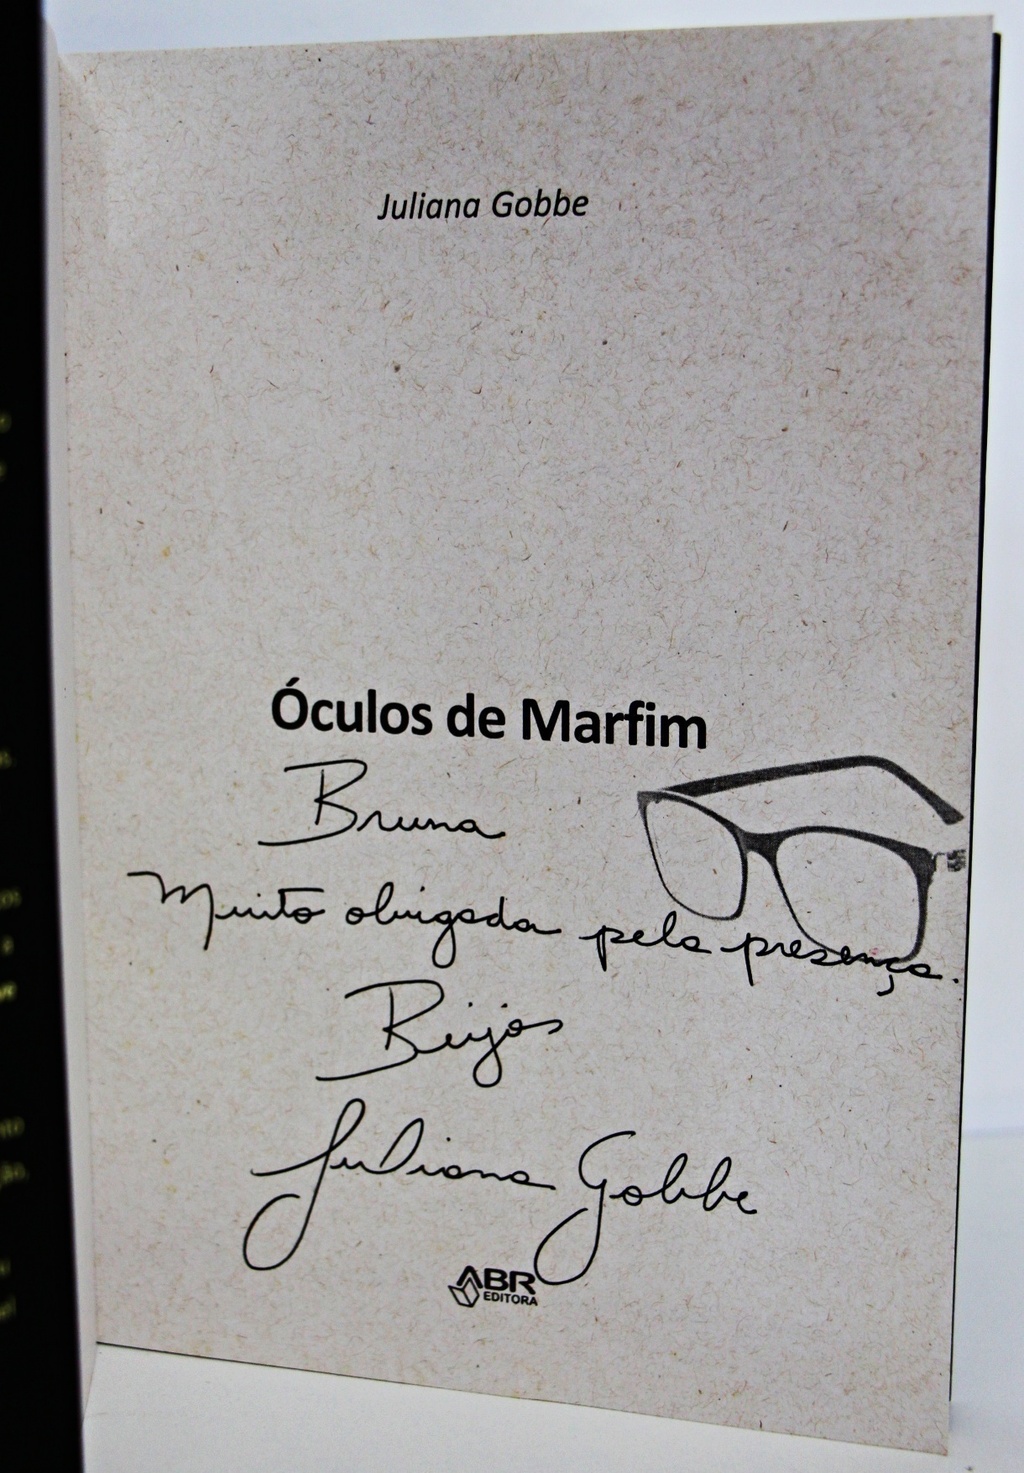 Juliana Gobbe
Óculos de Marfim
Bruna
Muito obrigada pela presença.
Beijos
Juliana Gobbe
ABR
EDITORA